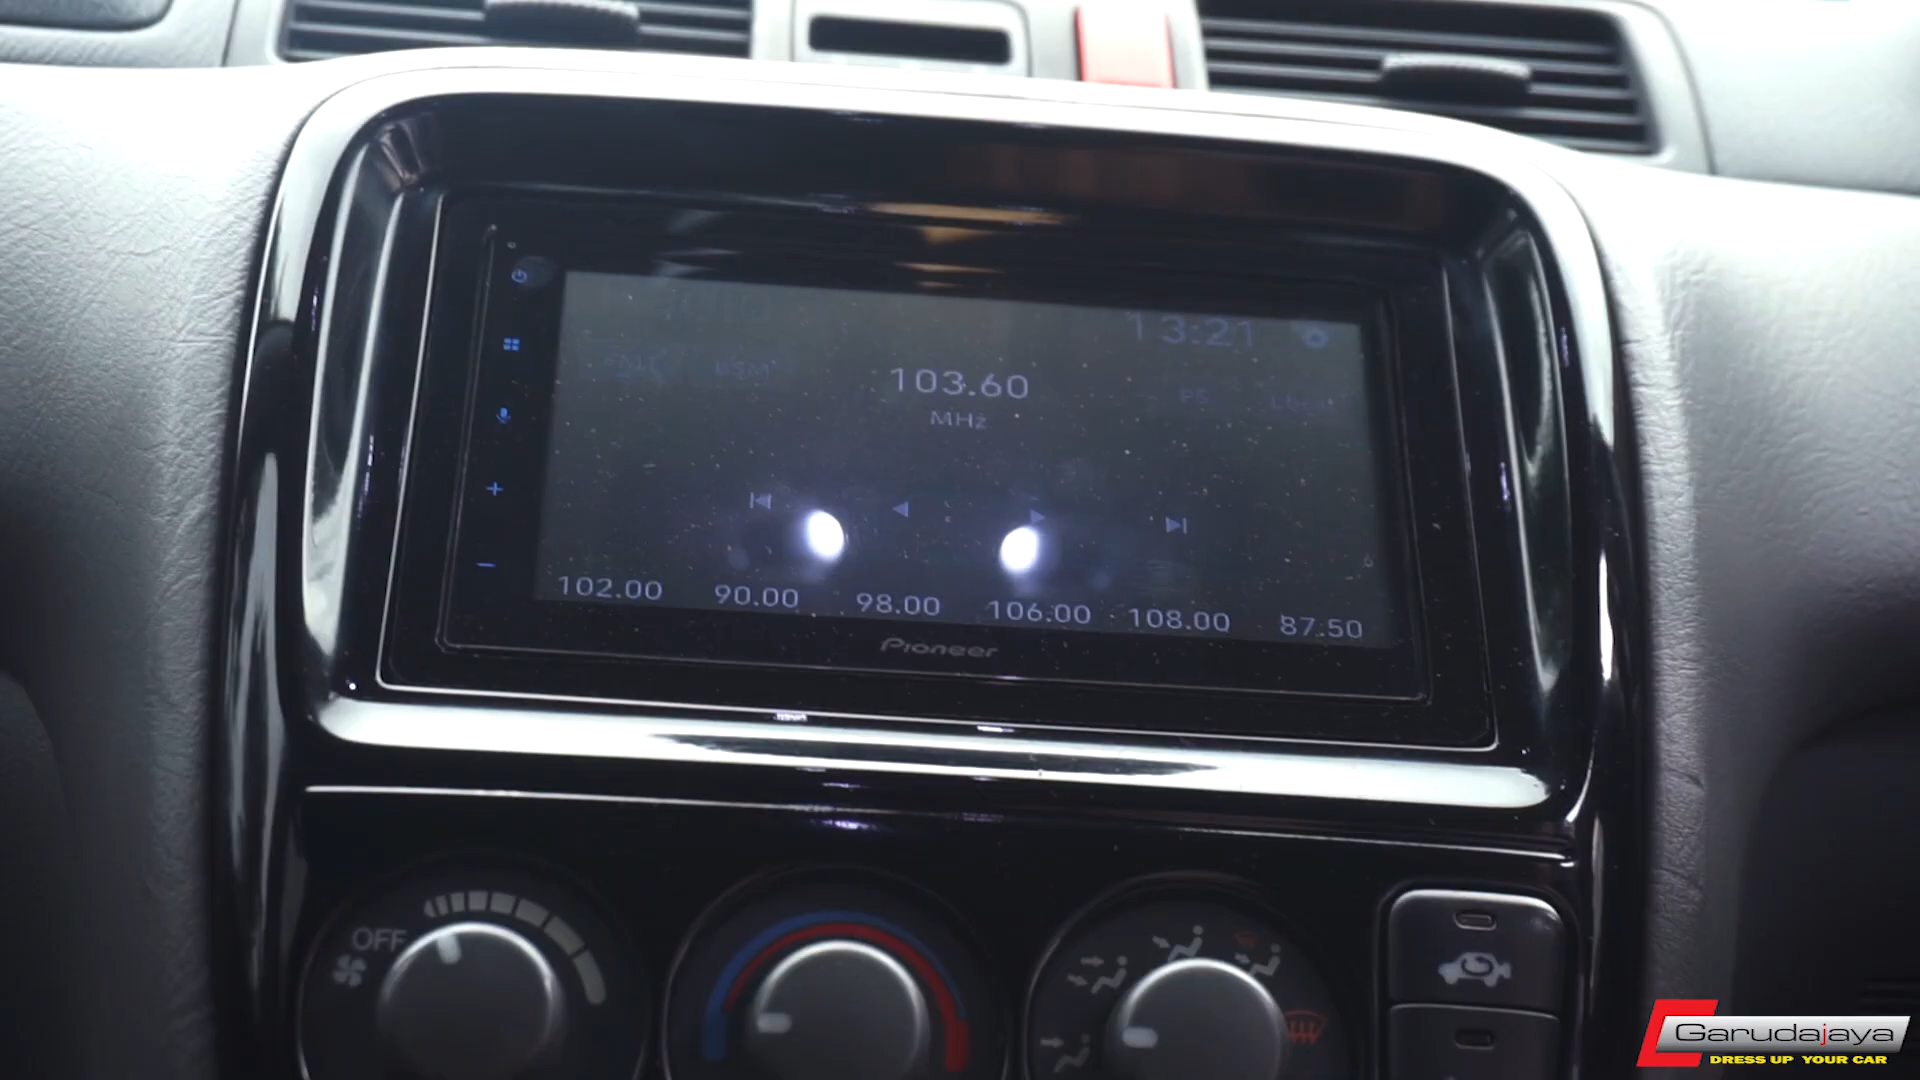 13:21
103.60
MHz
PS
102.00 90.00 98.00 106.00 108.00 87.50
Pioneer
OFF
Garudajaya
DRESS UP YOUR CAR